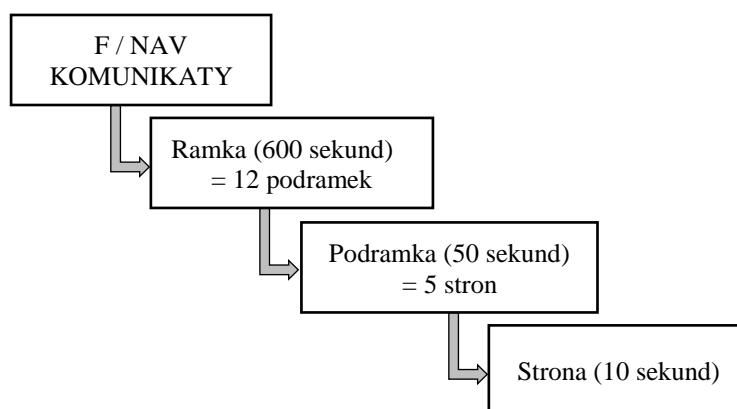 F / NAV
KOMUNIKATY
Ramka (600 sekund)
= 12 podramek
Podramka (50 sekund)
= 5 stron
Strona (10 sekund)